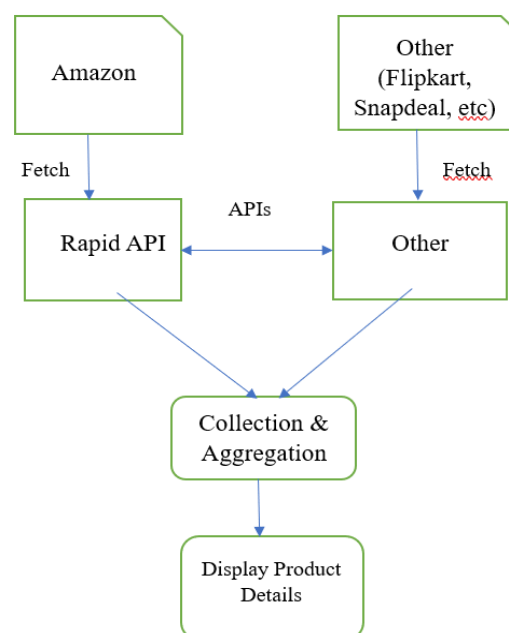 Amazon
Other
(Flipkart,
Snapdeal, etc)
Fetch
Fetch
APIs
Rapid API
Other
Collection &
Aggregation
Display Product
Details